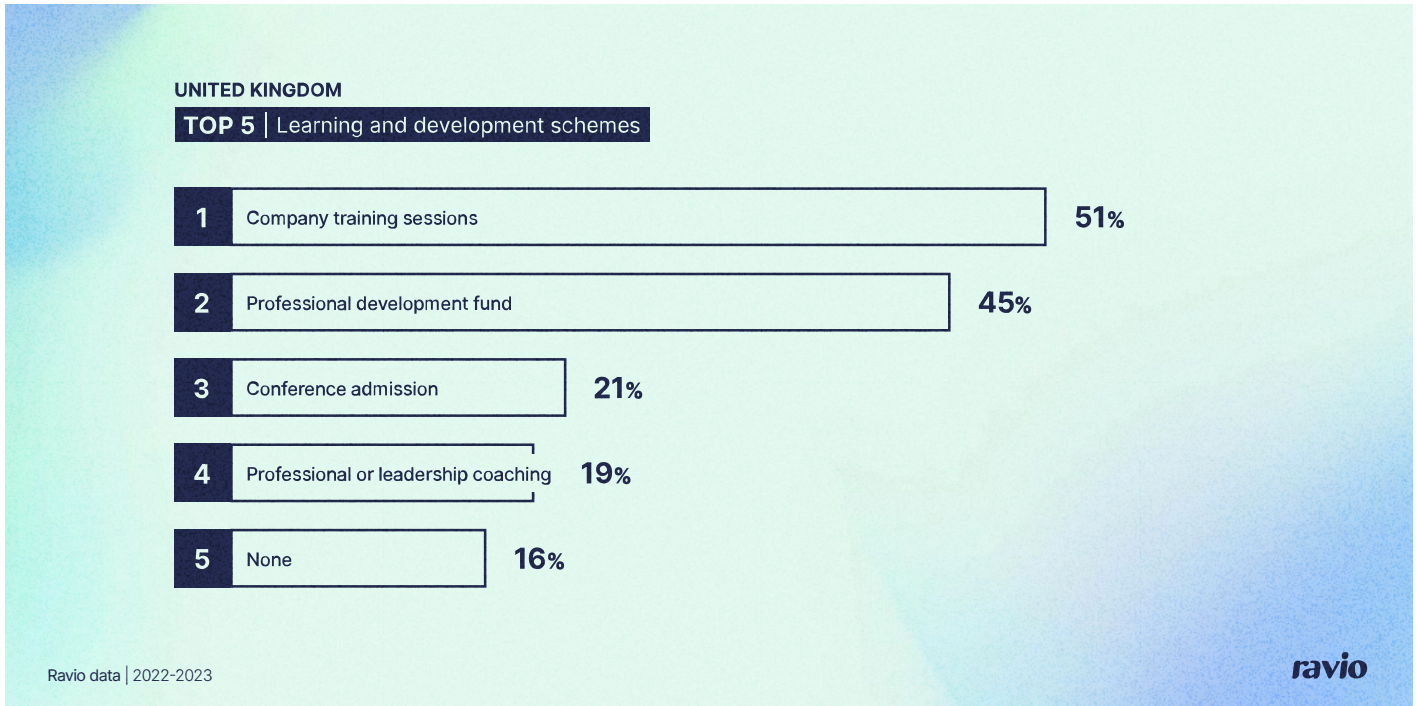 UNITED KINGDOM
TOP 5 | Learning and development schemes
1 Company training sessions 51%
2 Professional development fund 45%
3 Conference admission 21%
4 Professional or leadership coaching 19%
5 None 16%
Ravio data | 2022-2023
ravio